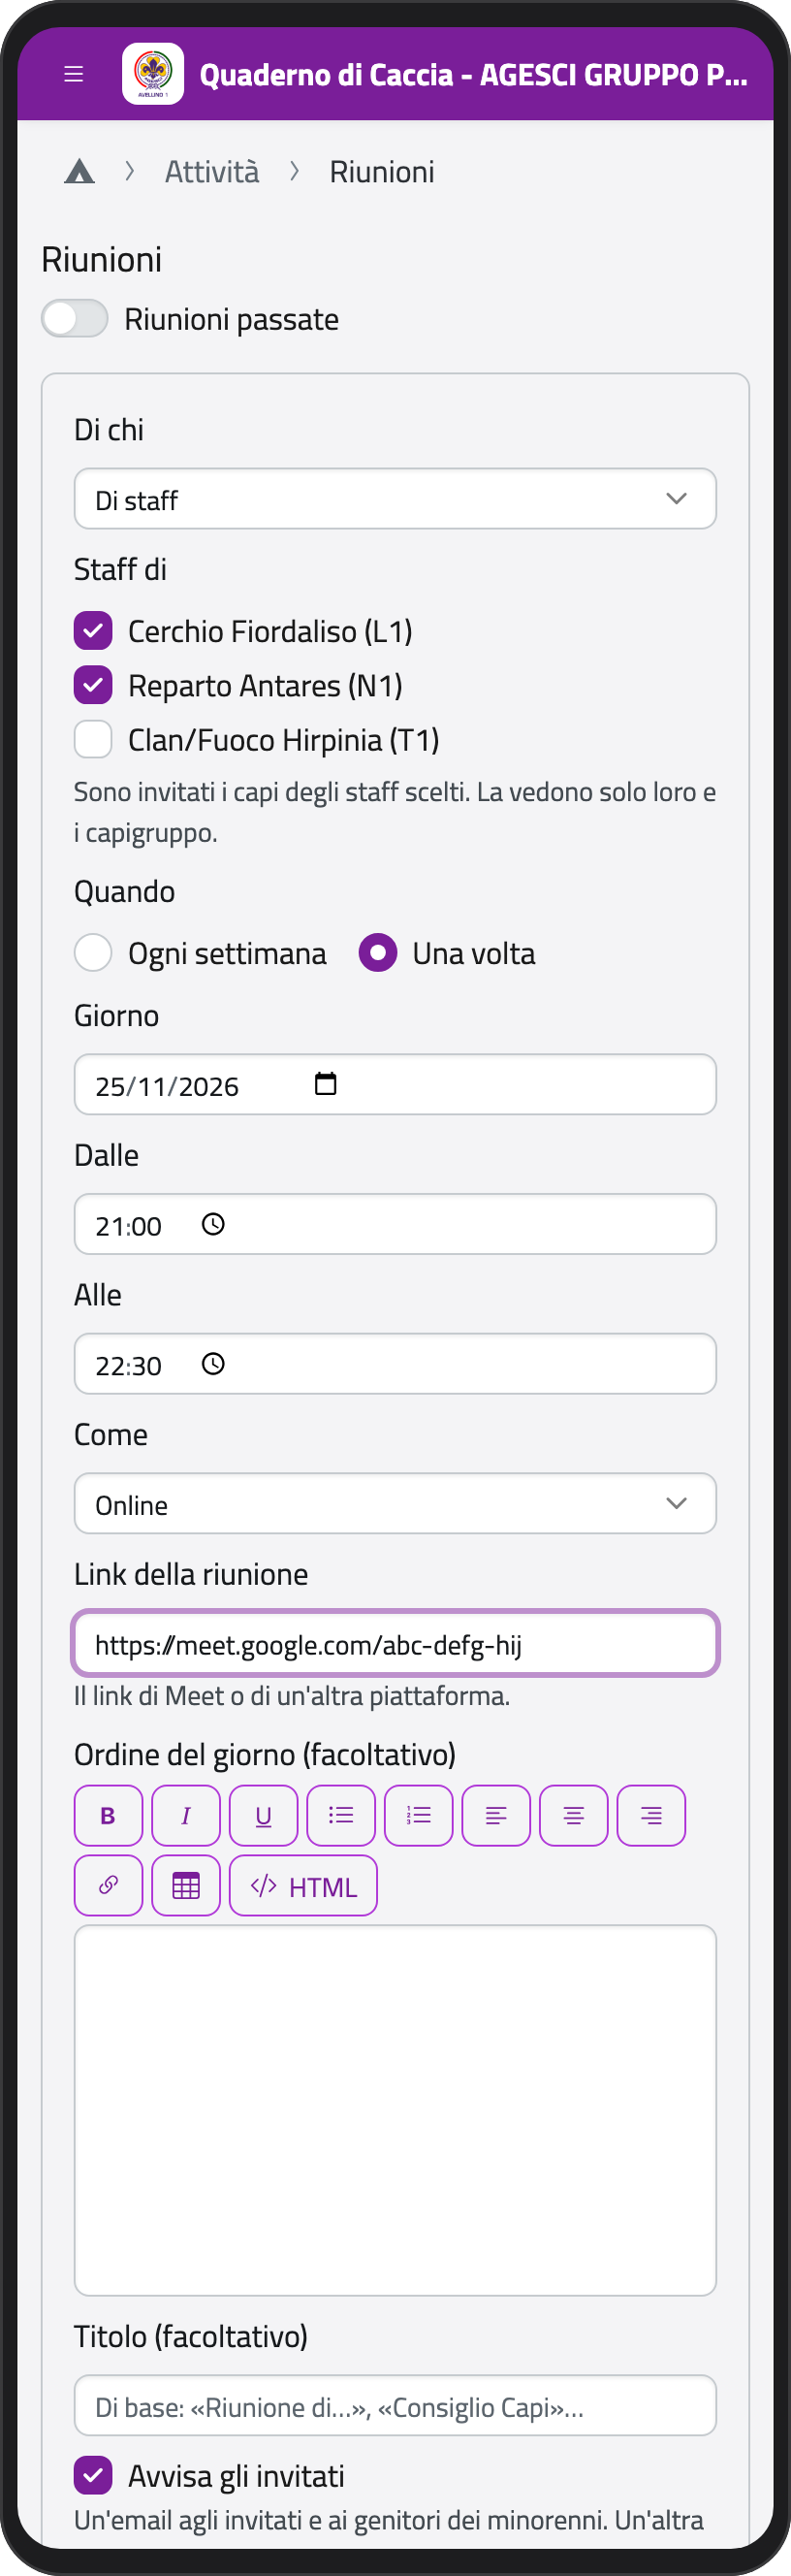 AVELLINO 1
Quaderno di Caccia - AGESCI GRUPPO P...
Attività
Riunioni
Riunioni
Riunioni passate
Di chi
Di staff
Staff di
Cerchio Fiordaliso (L1)
Reparto Antares (N1)
Clan/Fuoco Hirpinia (T1)
Sono invitati i capi degli staff scelti. La vedono solo loro e
i capigruppo.
Quando
Ogni settimana
Una volta
Giorno
25/11/2026
Dalle
21:00
Alle
22:30
Come
Online
Link della riunione
https://meet.google.com/abc-defg-hij
Il link di Meet o di un'altra piattaforma.
Ordine del giorno (facoltativo)
B I U
</> HTML
Titolo (facoltativo)
Di base: «Riunione di...», «Consiglio Capi»...
Avvisa gli invitati
Un'email agli invitati e ai genitori dei minorenni. Un'altra